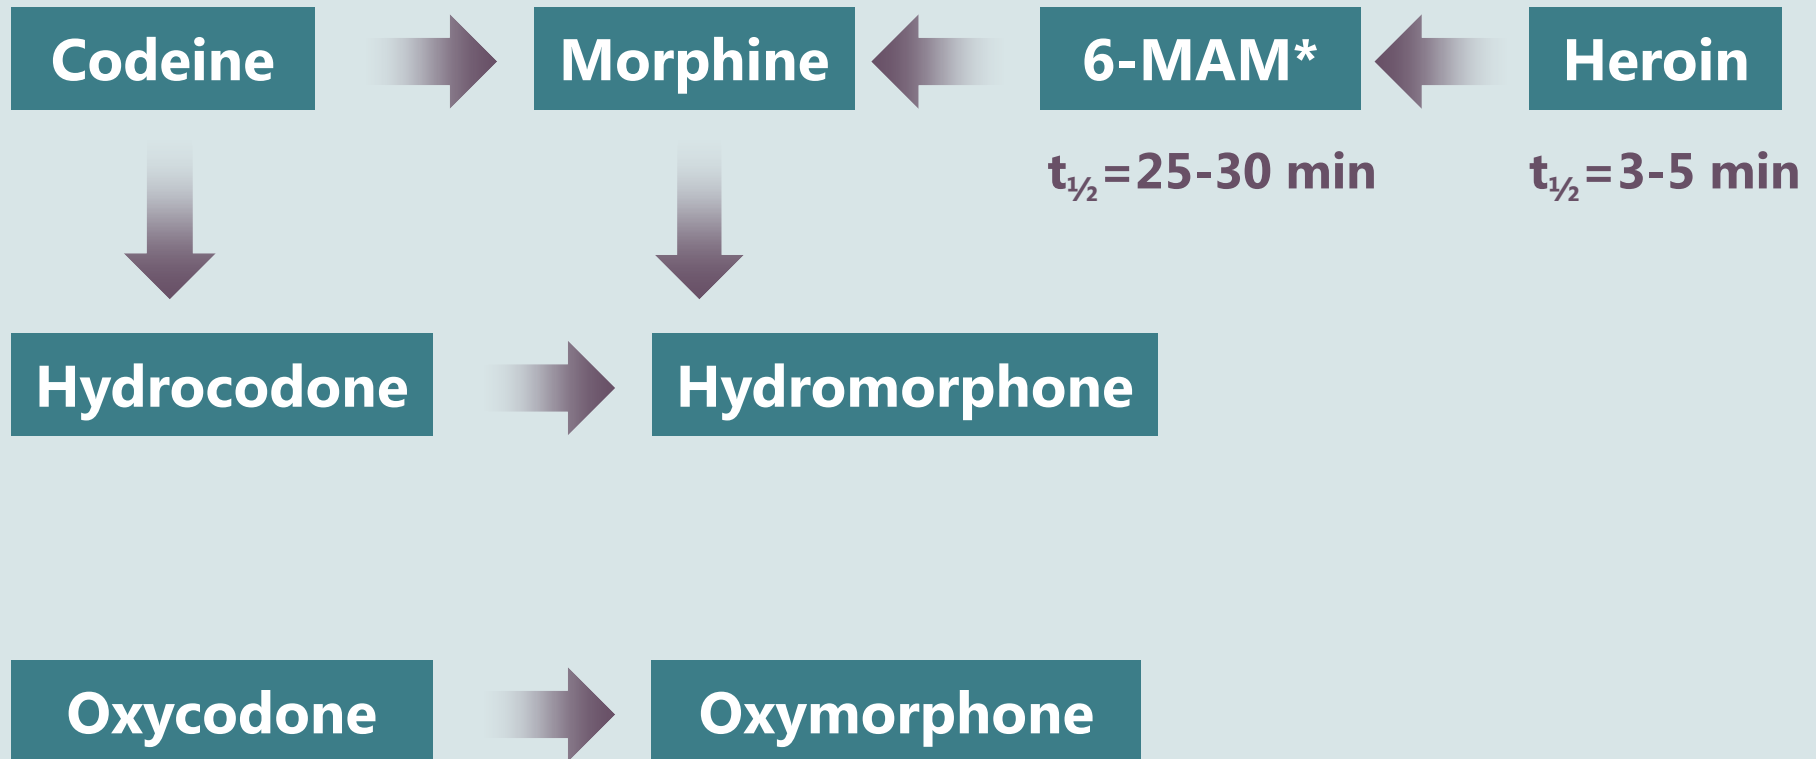 Codeine
Morphine
6-MAM*
Heroin
t½=25-30 min
t½=3-5 min
Hydrocodone
Hydromorphone
Oxycodone
Oxymorphone